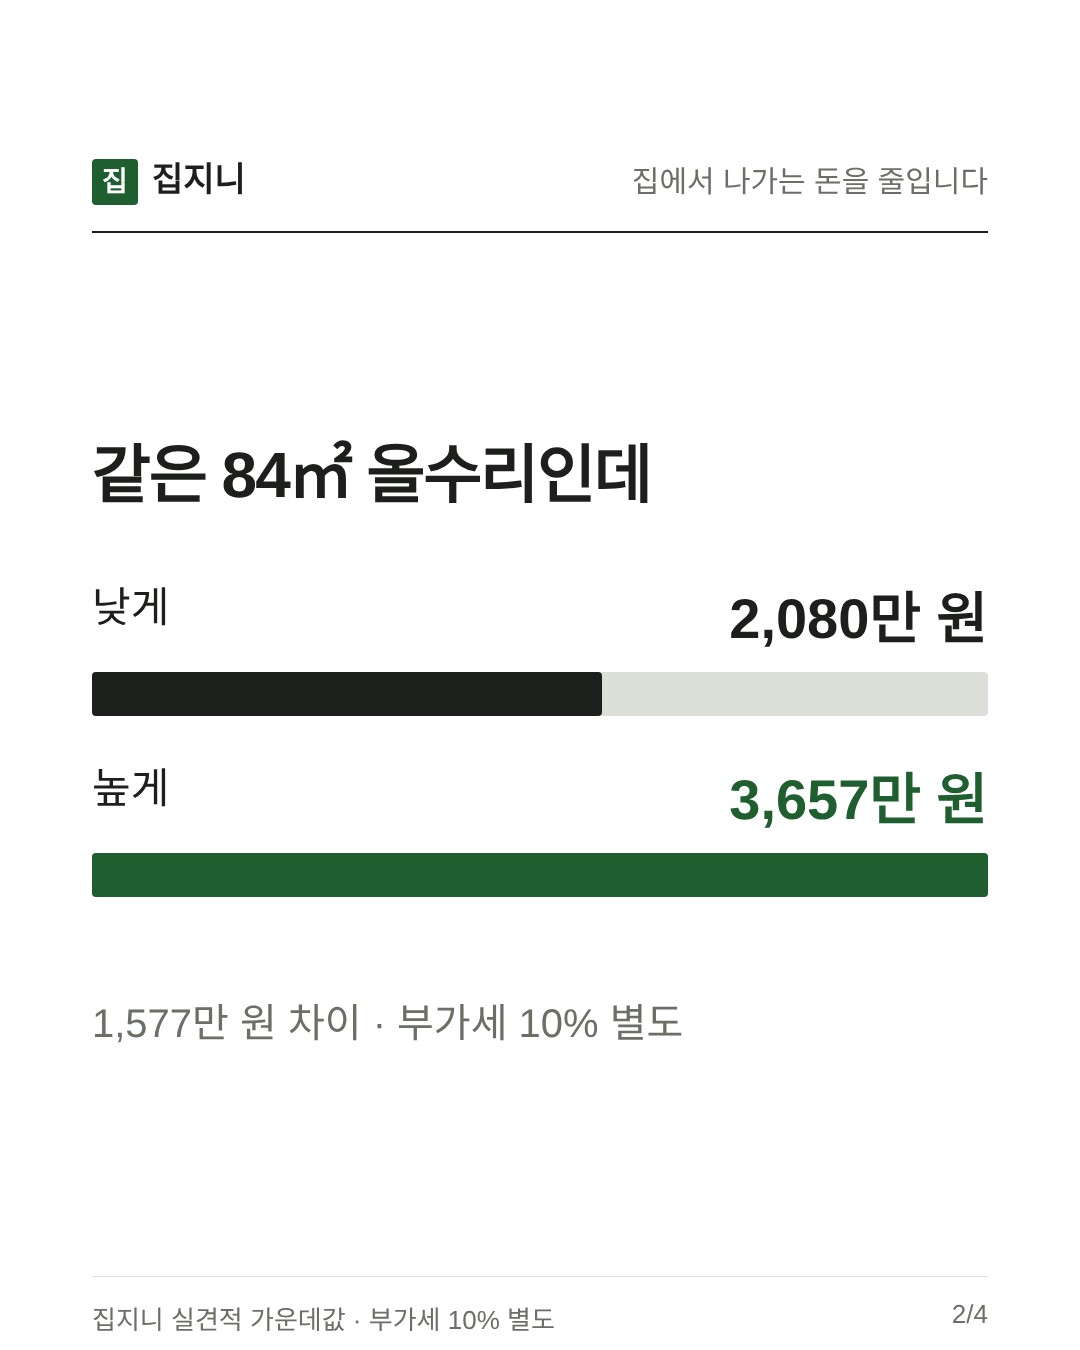 집 집지니 집에서 나가는 돈을 줄입니다
같은 84㎡ 올수리인데
낮게 2,080만 원
높게 3,657만 원
1,577만 원 차이 · 부가세 10% 별도
집지니 실견적 가운데값 · 부가세 10% 별도 2/4